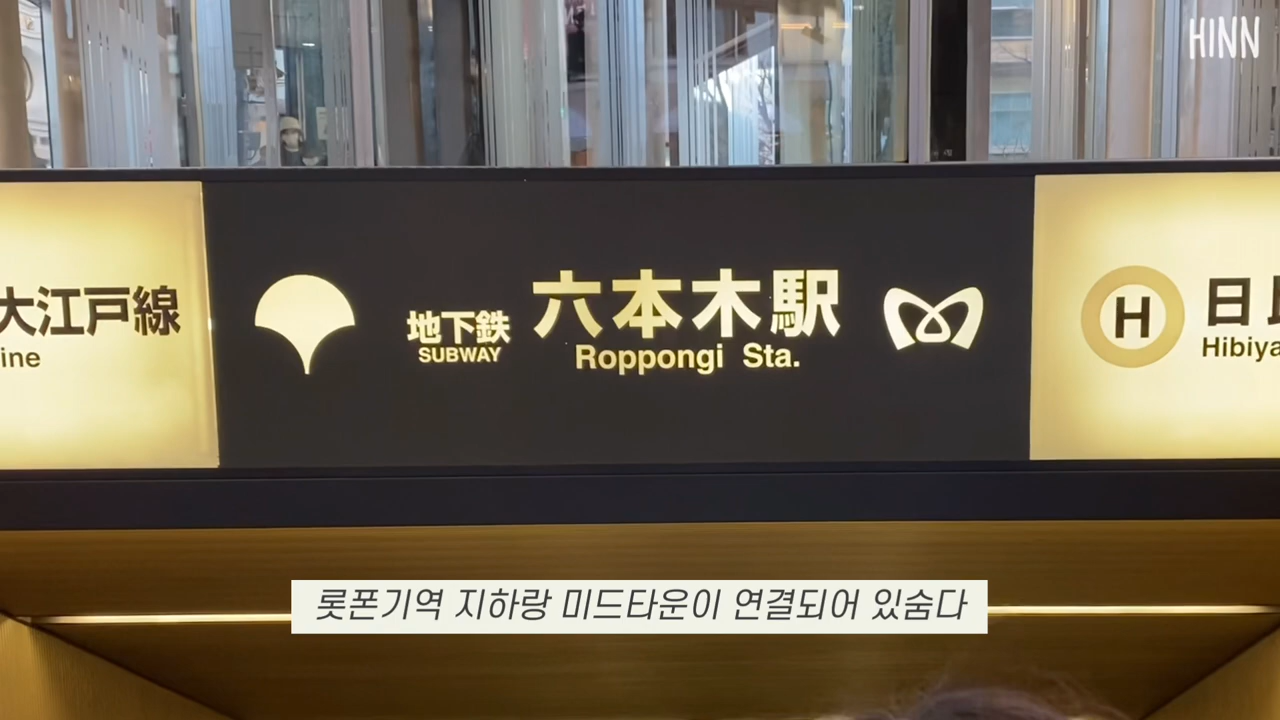 HINN
大江戸線
ine
地下鉄
SUBWAY
六本木駅
Roppongi Sta.
H
日
Hibiya
롯폰기역 지하랑 미드타운이 연결되어 있숨다